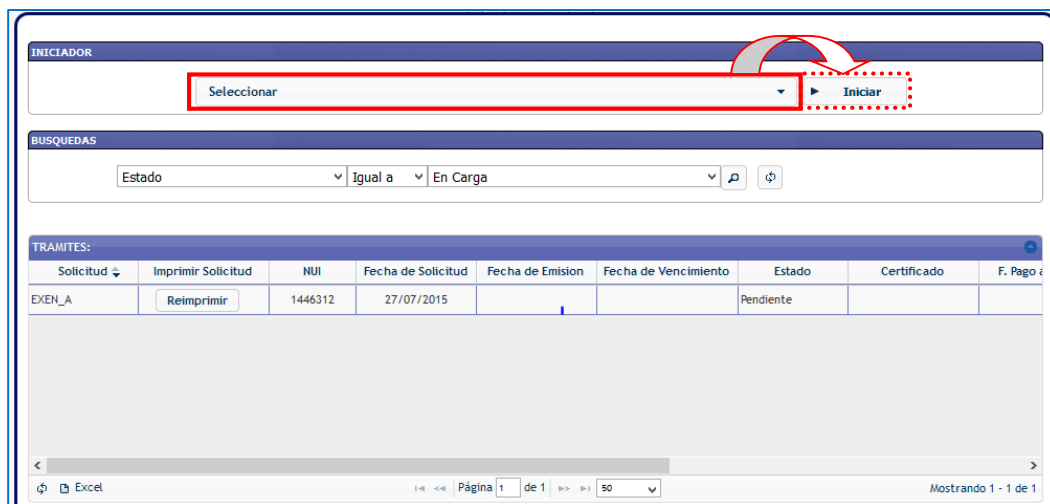 INICIADOR
Seleccionar Iniciar
BUSQUEDAS
Estado Igual a En Carga
TRAMITES:
Solicitud Imprimir Solicitud NUI Fecha de Solicitud Fecha de Emision Fecha de Vencimiento Estado Certificado F. Pago a
EXEN_A Reimprimir 1446312 27/07/2015 Pendiente
Excel Página 1 de 1 50 Mostrando 1 - 1 de 1